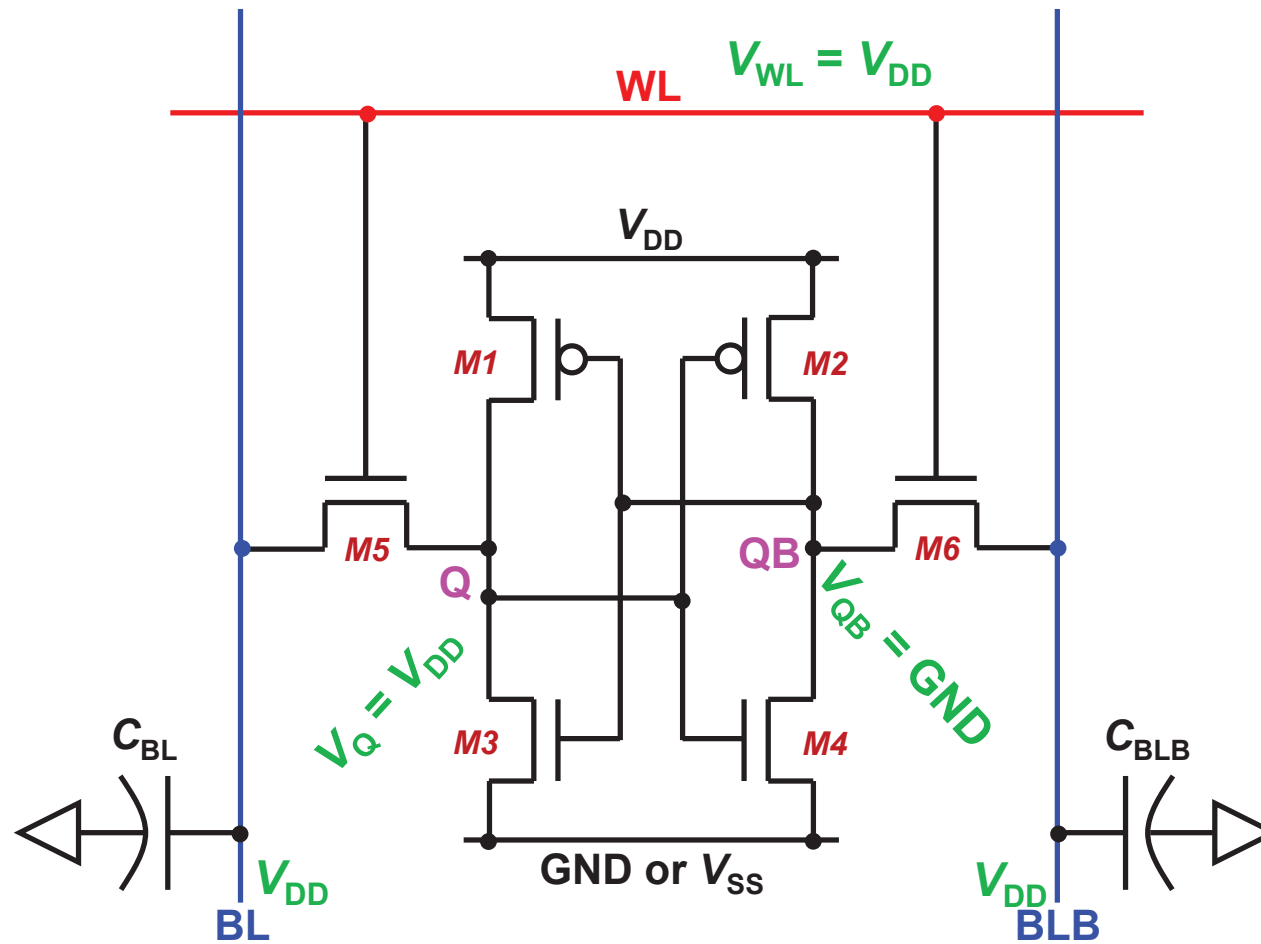 V_WL = V_DD
WL
V_DD
M1
M2
M5
M6
Q
QB
V_Q = V_DD
V_QB = GND
M3
M4
C_BL
C_BLB
GND or V_SS
V_DD
V_DD
BL
BLB